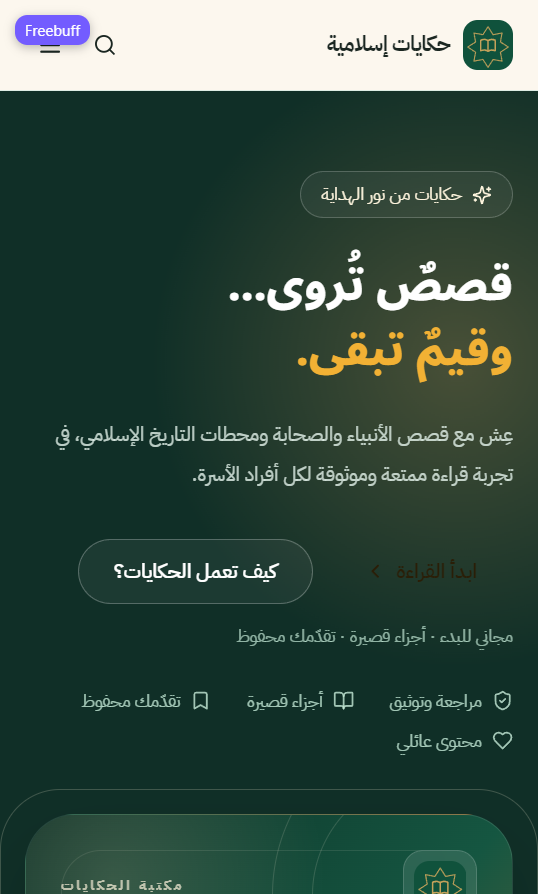 Freebuff
حكايات إسلامية
حكايات من نور الهداية
قصصٌ تُروى...
وقيمٌ تبقى.
عِش مع قصص الأنبياء والصحابة ومحطات التاريخ الإسلامي، في
تجربة قراءة ممتعة وموثوقة لكل أفراد الأسرة.
ابدأ القراءة
كيف تعمل الحكايات؟
مجاني للبدء · أجزاء قصيرة · تقدّمك محفوظ
مراجعة وتوثيق
أجزاء قصيرة
تقدّمك محفوظ
محتوى عائلي
مكتبة الحكايات